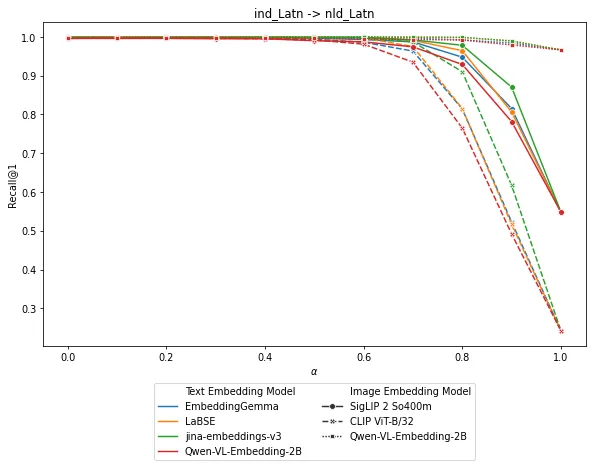 ind_Latn -> nld_Latn
1.0
0.9
0.8
0.7
0.6
0.5
0.4
0.3
Recall@1
0.0 0.2 0.4 0.6 0.8 1.0
α
Text Embedding Model Image Embedding Model
EmbeddingGemma SigLIP 2 So400m
LaBSE CLIP ViT-B/32
jina-embeddings-v3 Qwen-VL-Embedding-2B
Qwen-VL-Embedding-2B